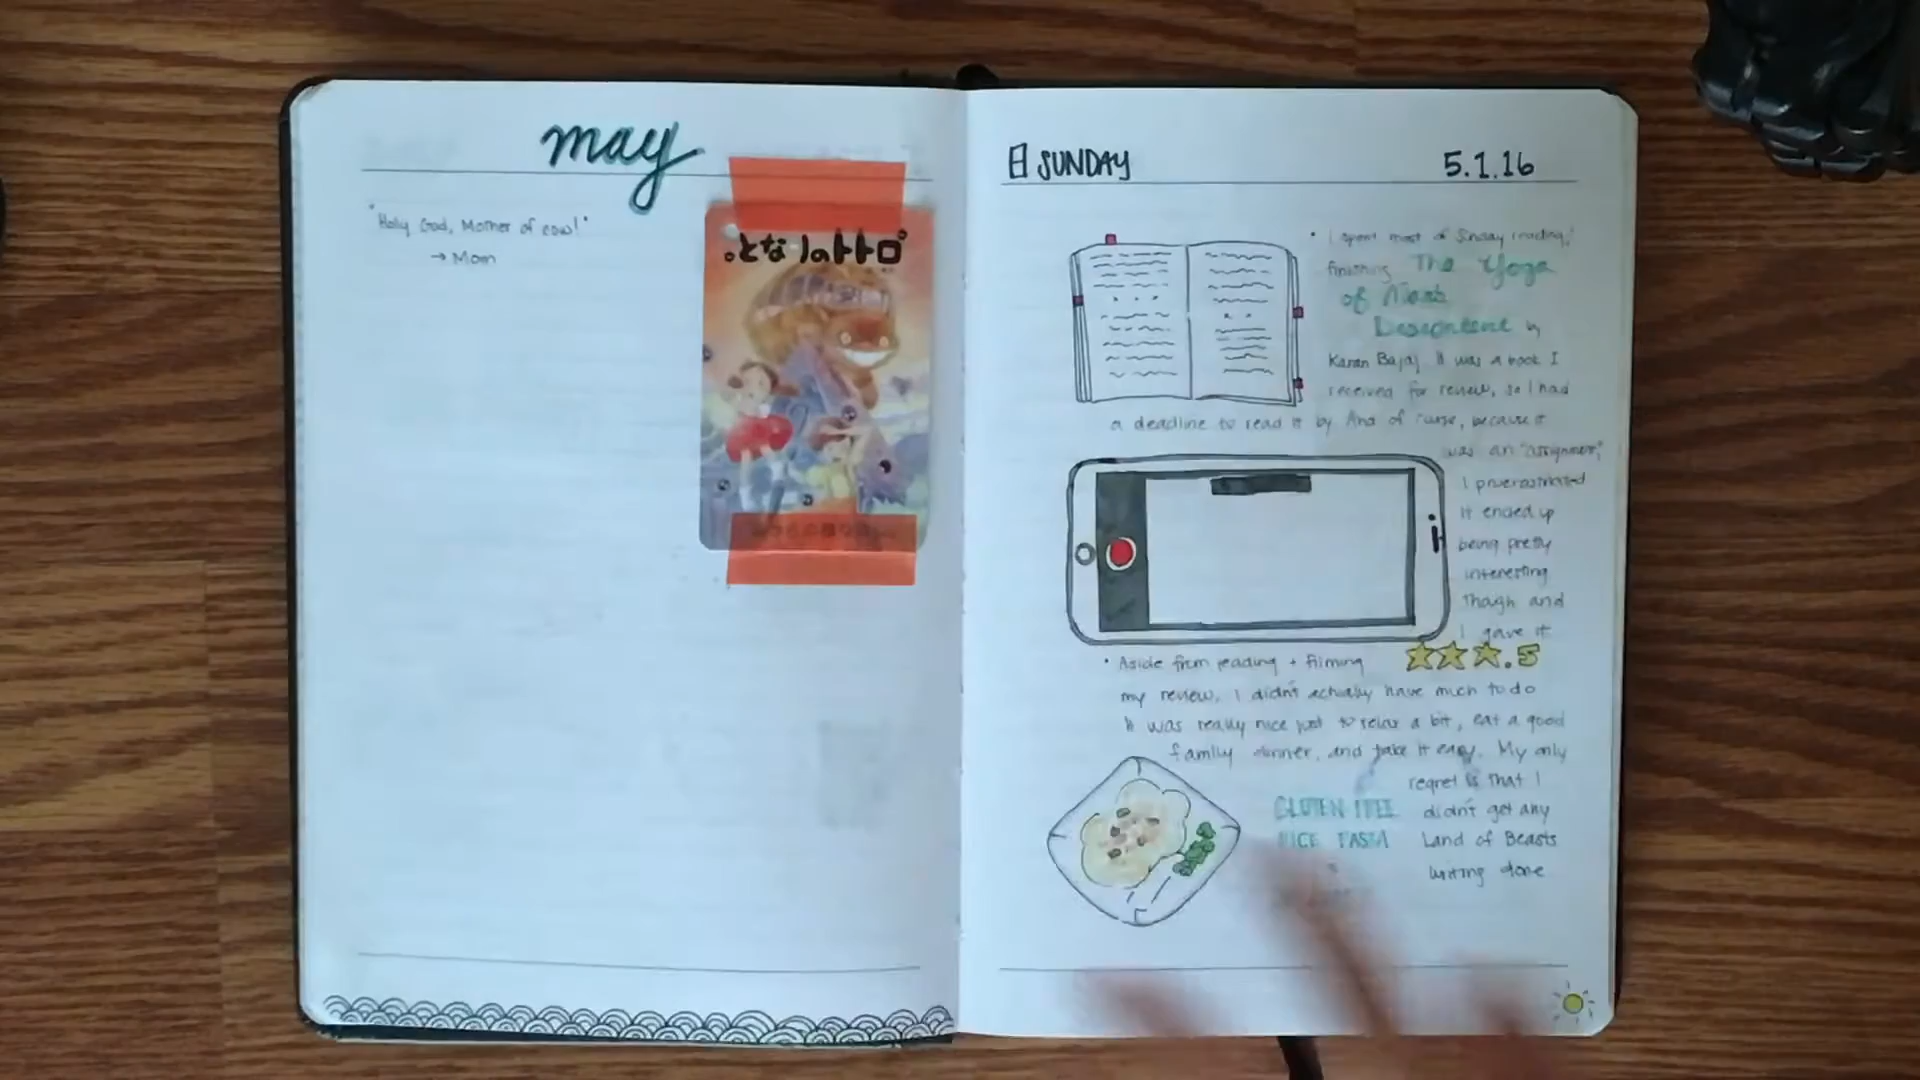 may
"Holy God, Mother of cow!"
→ Mom
となりのトトロ
日 SUNDAY
5.1.16
• I spent most of Sunday reading/
finishing The Yoga
of Max's
Discontent by
Karan Bajaj. It was a book I
received for review, so I had
a deadline to read it by. And of curse, because it
was an "assignment,"
I procrastinated
It ended up
being pretty
interesting
though and
I gave it
.5
• Aside from reading + filming
my review, I didn't actually have much to do
It was really nice just to relax a bit, eat a good
family dinner, and take it easy. My only
regret is that I
didn't get any
Land of Beasts
writing done
GLUTEN FREE
RICE PASTA